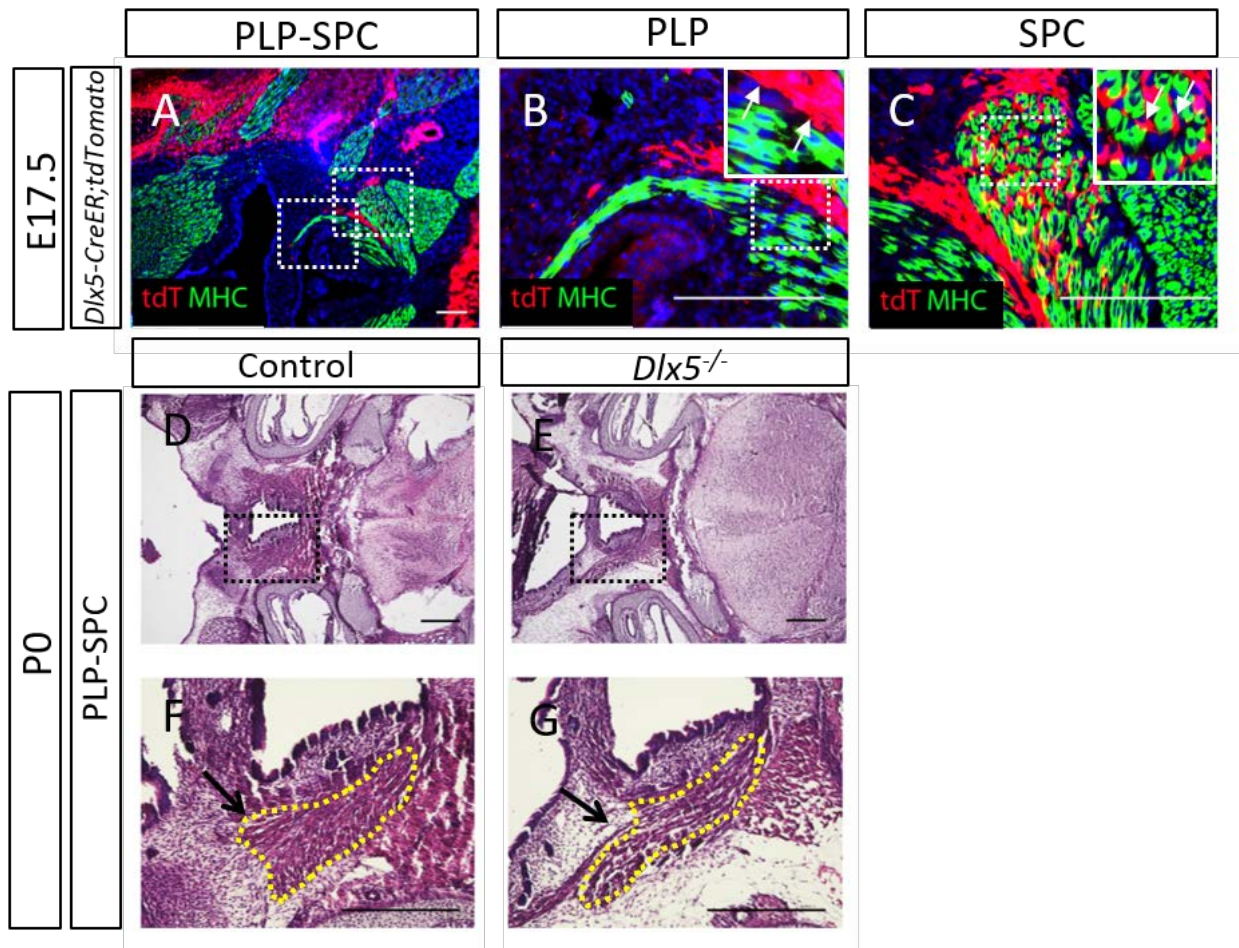 PLP-SPC
PLP
SPC
E17.5
Dlx5-CreER;tdTomato
A
B
C
tdT MHC
tdT MHC
tdT MHC
Control
Dlx5-/-
P0
PLP-SPC
D
E
F
G